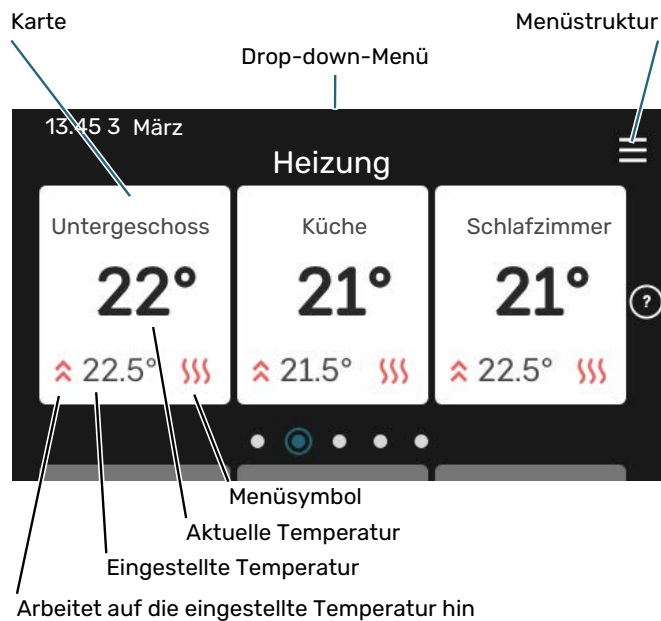 Karte
Menüstruktur
Drop-down-Menü
13.45 3 März
Heizung
Untergeschoss
Küche
Schlafzimmer
22°
21°
21°
?
22.5°
21.5°
22.5°
Menüsymbol
Aktuelle Temperatur
Eingestellte Temperatur
Arbeitet auf die eingestellte Temperatur hin